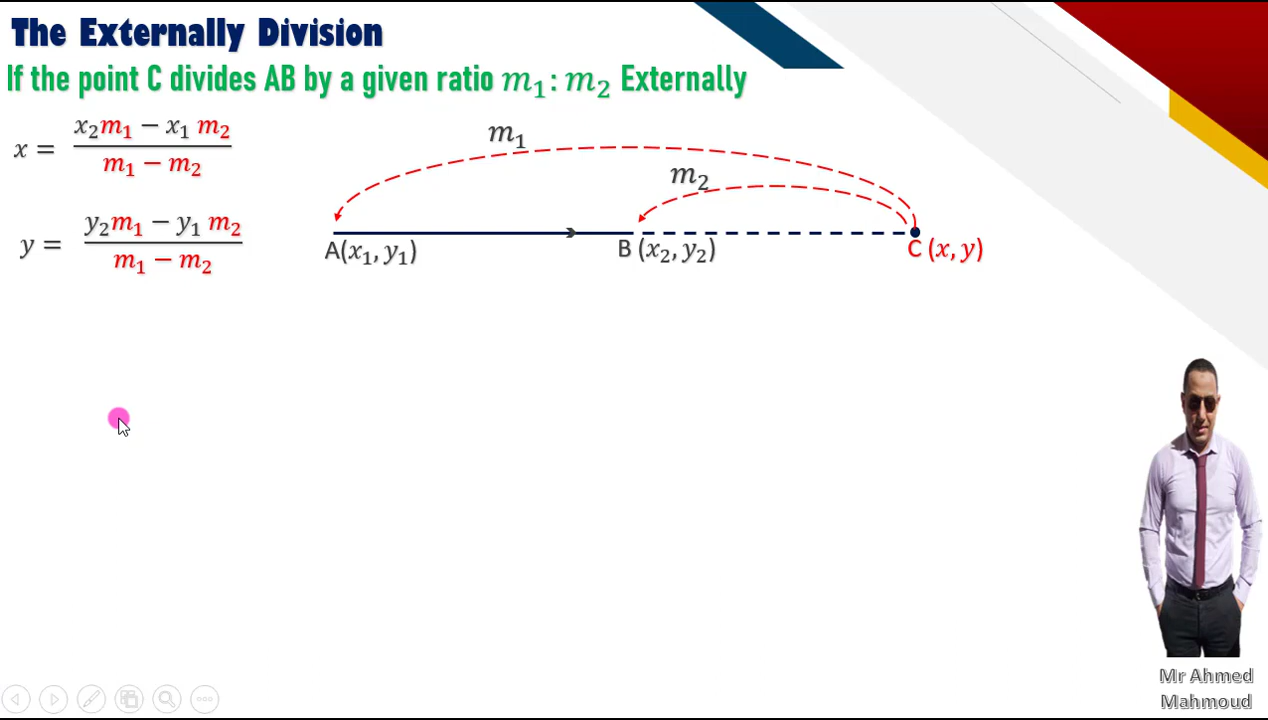 The Externally Division
If the point C divides AB by a given ratio m₁ : m₂ Externally
x = (x₂m₁ − x₁ m₂) / (m₁ − m₂)
y = (y₂m₁ − y₁ m₂) / (m₁ − m₂)
m₁
m₂
A(x₁, y₁)
B (x₂, y₂)
C (x, y)
Mr Ahmed
Mahmoud